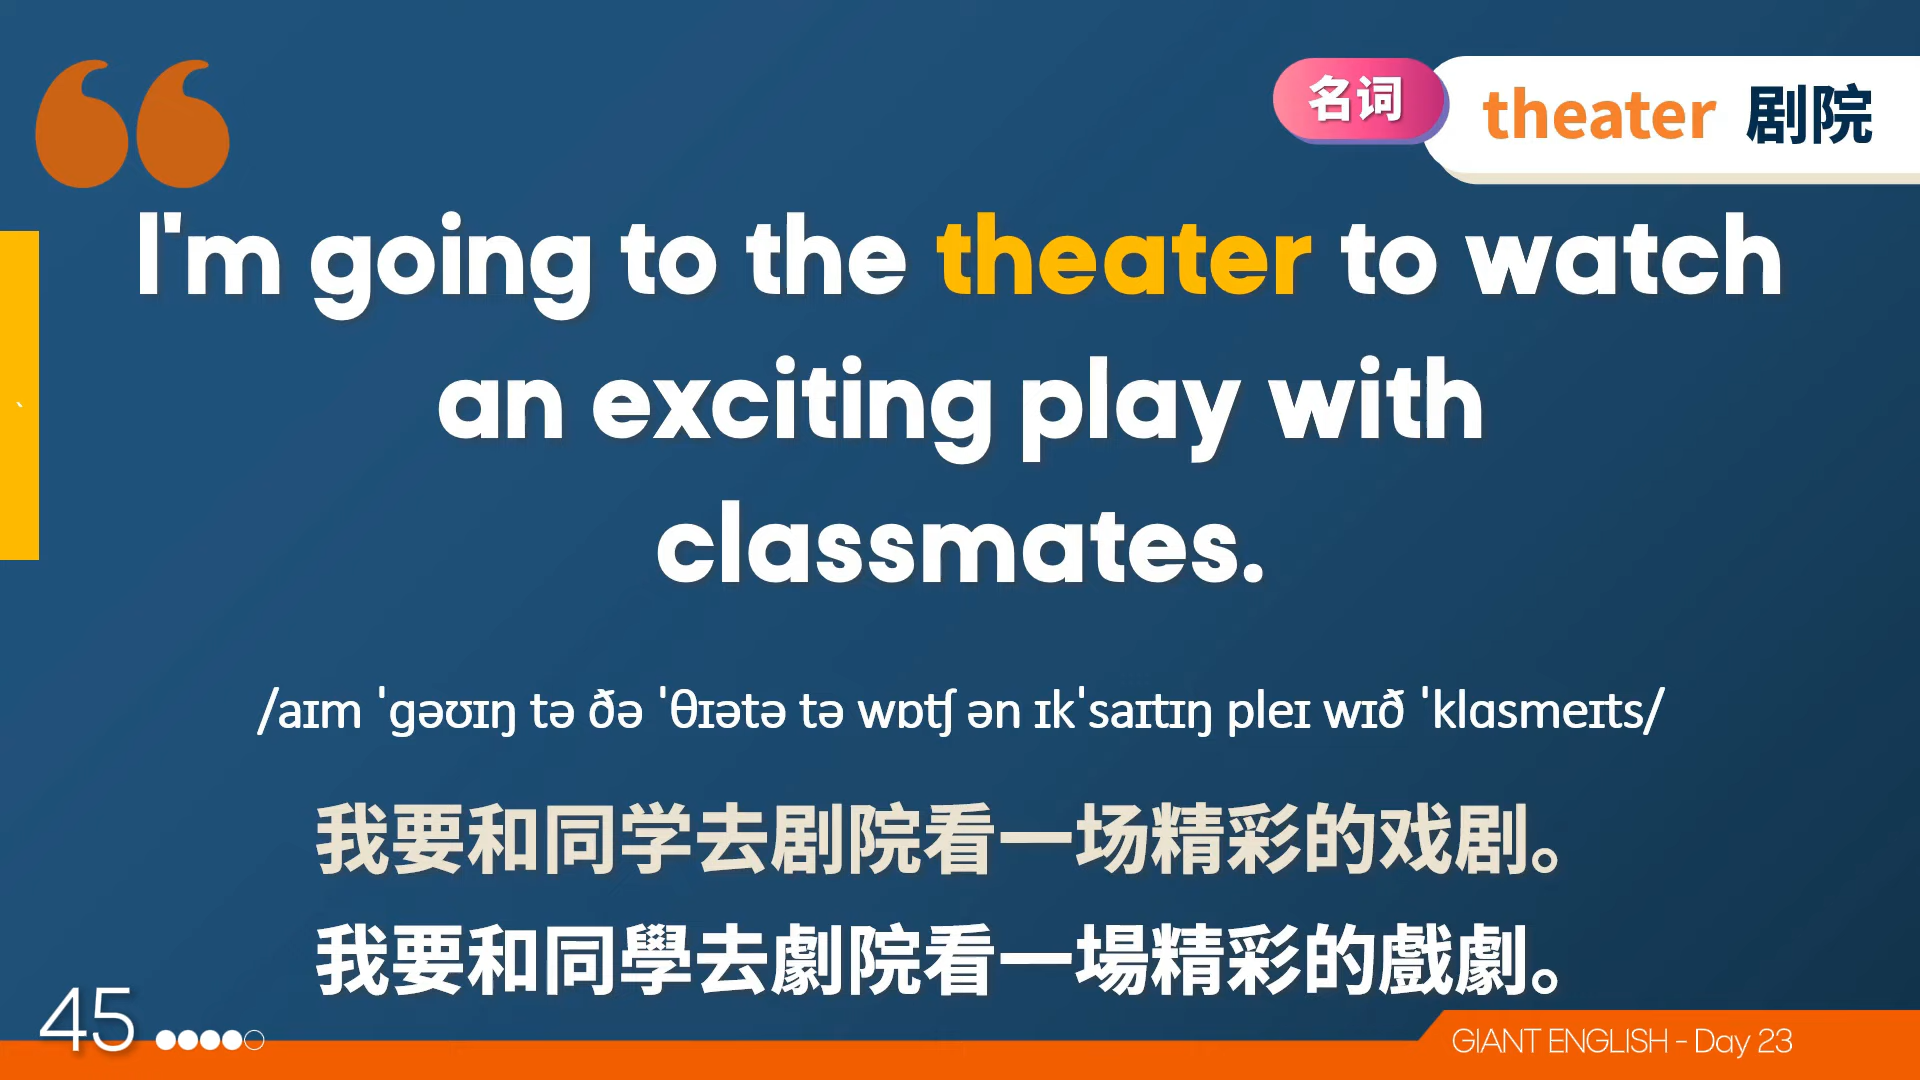 名词
theater 剧院
I'm going to the theater to watch
an exciting play with
classmates.
/aɪm ˈgəʊɪŋ tə ðə ˈθɪətə tə wɒtʃ ən ɪkˈsaɪtɪŋ pleɪ wɪð ˈklɑsmeɪts/
我要和同学去剧院看一场精彩的戏剧。
我要和同學去劇院看一場精彩的戲劇。
45
GIANT ENGLISH - Day 23